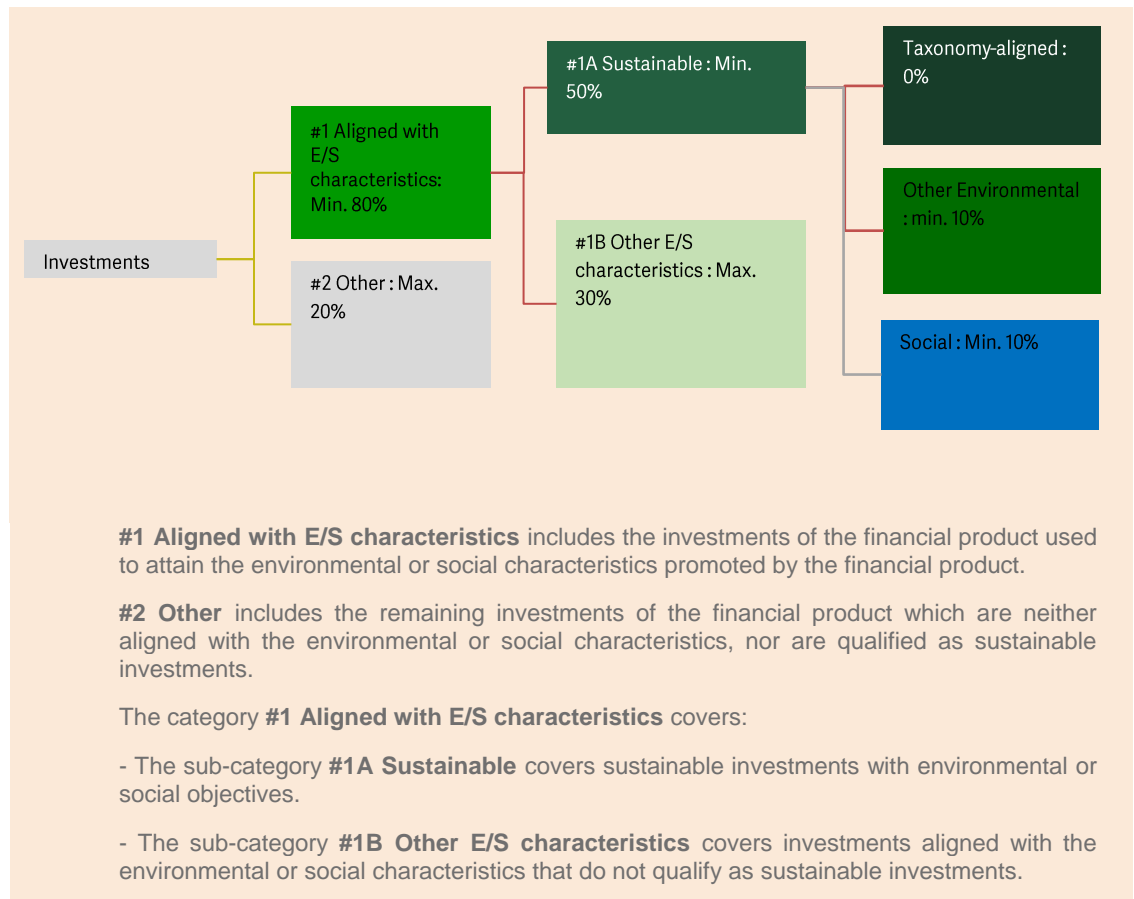 Investments
#1 Aligned with
E/S
characteristics:
Min. 80%
#2 Other : Max.
20%
#1A Sustainable : Min.
50%
#1B Other E/S
characteristics : Max.
30%
Taxonomy-aligned :
0%
Other Environmental
: min. 10%
Social : Min. 10%
#1 Aligned with E/S characteristics includes the investments of the financial product used
to attain the environmental or social characteristics promoted by the financial product.
#2 Other includes the remaining investments of the financial product which are neither
aligned with the environmental or social characteristics, nor are qualified as sustainable
investments.
The category #1 Aligned with E/S characteristics covers:
- The sub-category #1A Sustainable covers sustainable investments with environmental or
social objectives.
- The sub-category #1B Other E/S characteristics covers investments aligned with the
environmental or social characteristics that do not qualify as sustainable investments.